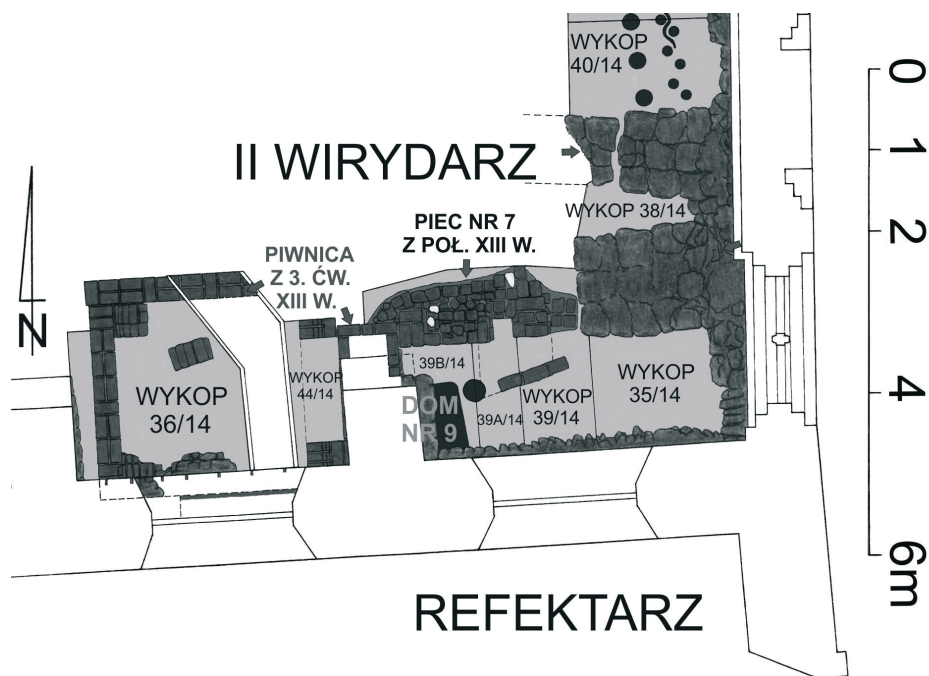 WYKOP
40/14
0
1
2
4
6m
II WIRYDARZ
WYKOP 38/14
PIEC NR 7
Z POŁ. XIII W.
PIWNICA
Z 3. ĆW.
XIII W.
N
WYKOP
36/14
WYKOP
44/14
39B/14
DOM
NR 9
39A/14
WYKOP
39/14
WYKOP
35/14
REFEKTARZ